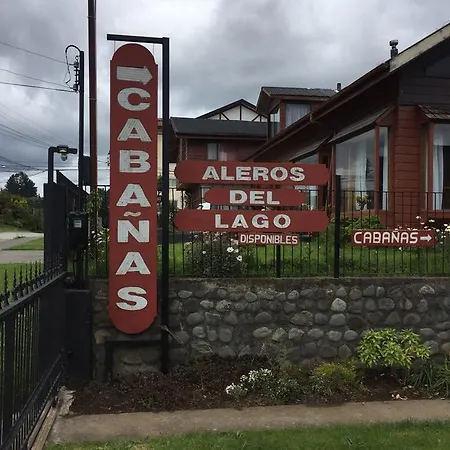 CABAÑAS
ALEROS
DEL
LAGO
DISPONIBLES
CABAÑAS